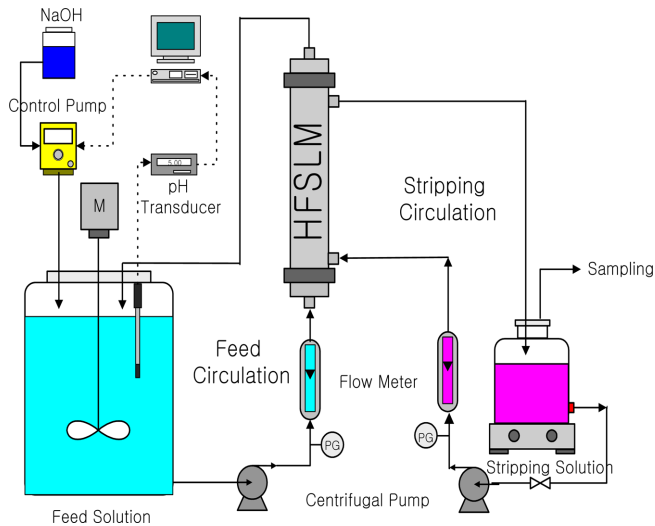 NaOH
Control Pump
5.00
pH
Transducer
M
HFSLM
Stripping
Circulation
Sampling
Feed
Circulation
Flow Meter
PG
PG
Stripping Solution
Centrifugal Pump
Feed Solution